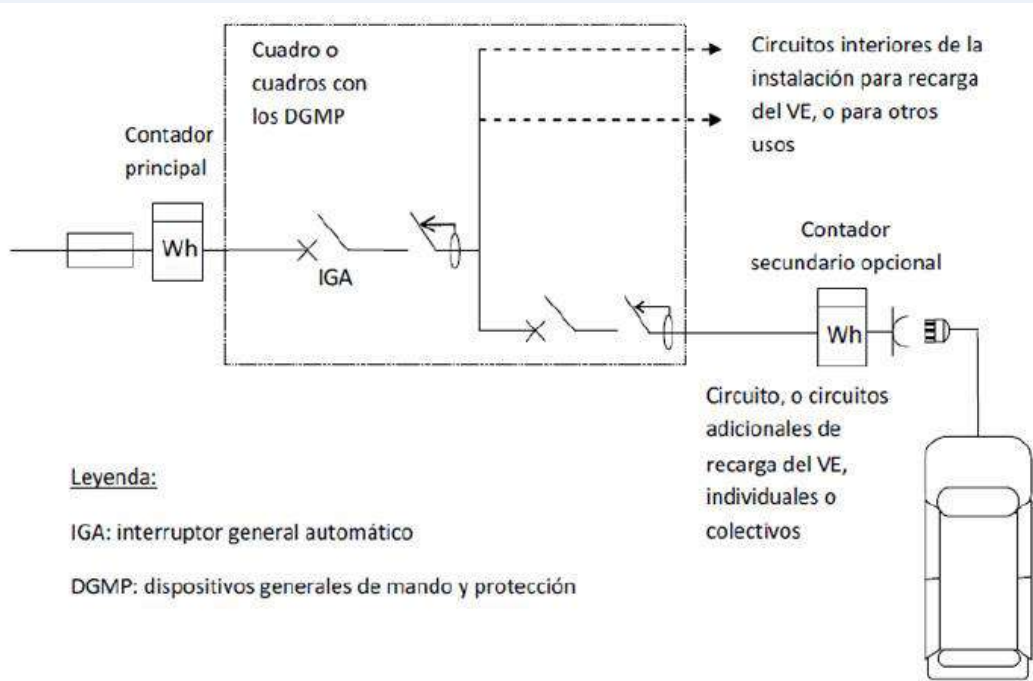 Cuadro o
cuadros con
los DGMP
Circuitos interiores de la
instalación para recarga
del VE, o para otros
usos
Contador
principal
Wh
IGA
Contador
secundario opcional
Wh
Circuito, o circuitos
adicionales de
recarga del VE,
individuales o
colectivos
Leyenda:
IGA: interruptor general automático
DGMP: dispositivos generales de mando y protección